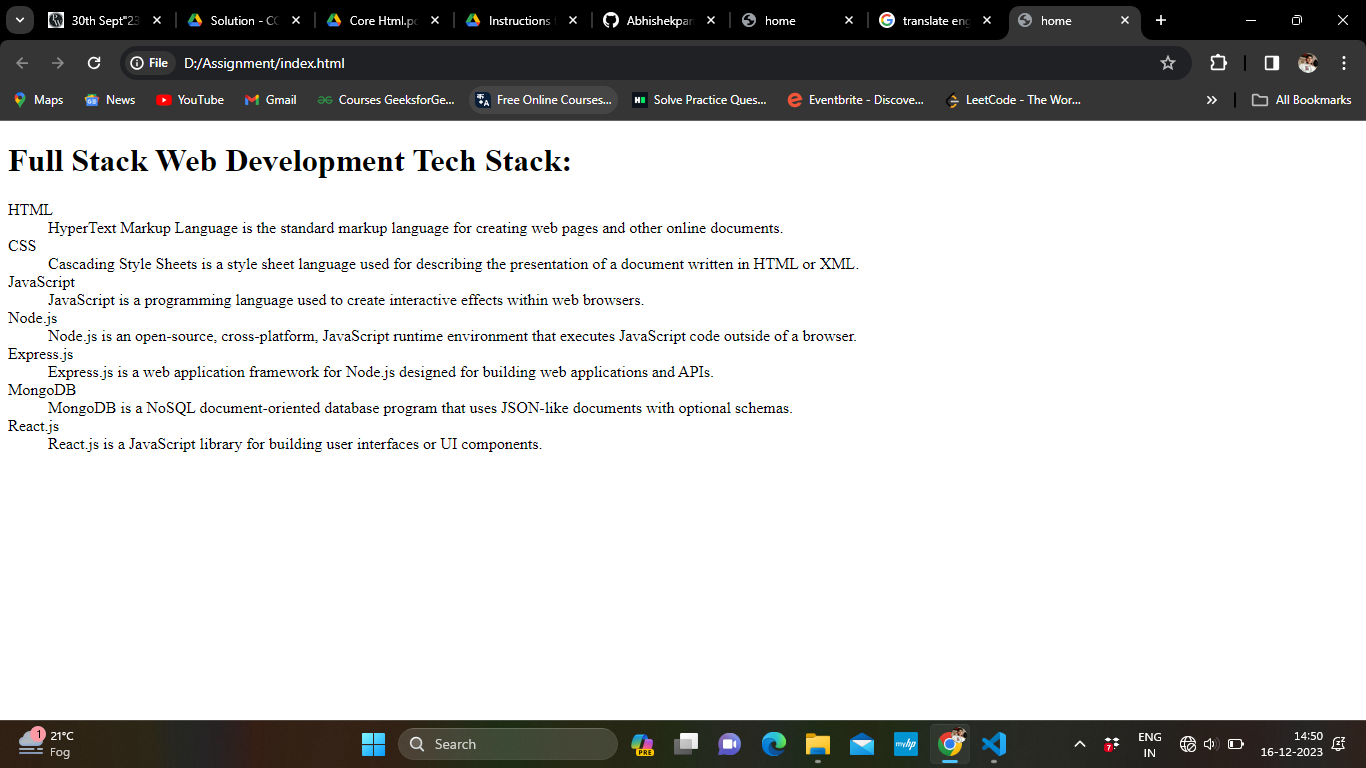 30th Sept"23
Solution - CC
Core Html.pd
Instructions
Abhishekpan
home
translate eng
home
File
D:/Assignment/index.html
Maps
News
YouTube
Gmail
Courses GeeksforGe...
Free Online Courses...
Solve Practice Ques...
Eventbrite - Discove...
LeetCode - The Wor...
»
All Bookmarks
Full Stack Web Development Tech Stack:
HTML
HyperText Markup Language is the standard markup language for creating web pages and other online documents.
CSS
Cascading Style Sheets is a style sheet language used for describing the presentation of a document written in HTML or XML.
JavaScript
JavaScript is a programming language used to create interactive effects within web browsers.
Node.js
Node.js is an open-source, cross-platform, JavaScript runtime environment that executes JavaScript code outside of a browser.
Express.js
Express.js is a web application framework for Node.js designed for building web applications and APIs.
MongoDB
MongoDB is a NoSQL document-oriented database program that uses JSON-like documents with optional schemas.
React.js
React.js is a JavaScript library for building user interfaces or UI components.
1
21°C
Fog
Search
PRE
myhp
7
ENG
IN
14:50
16-12-2023